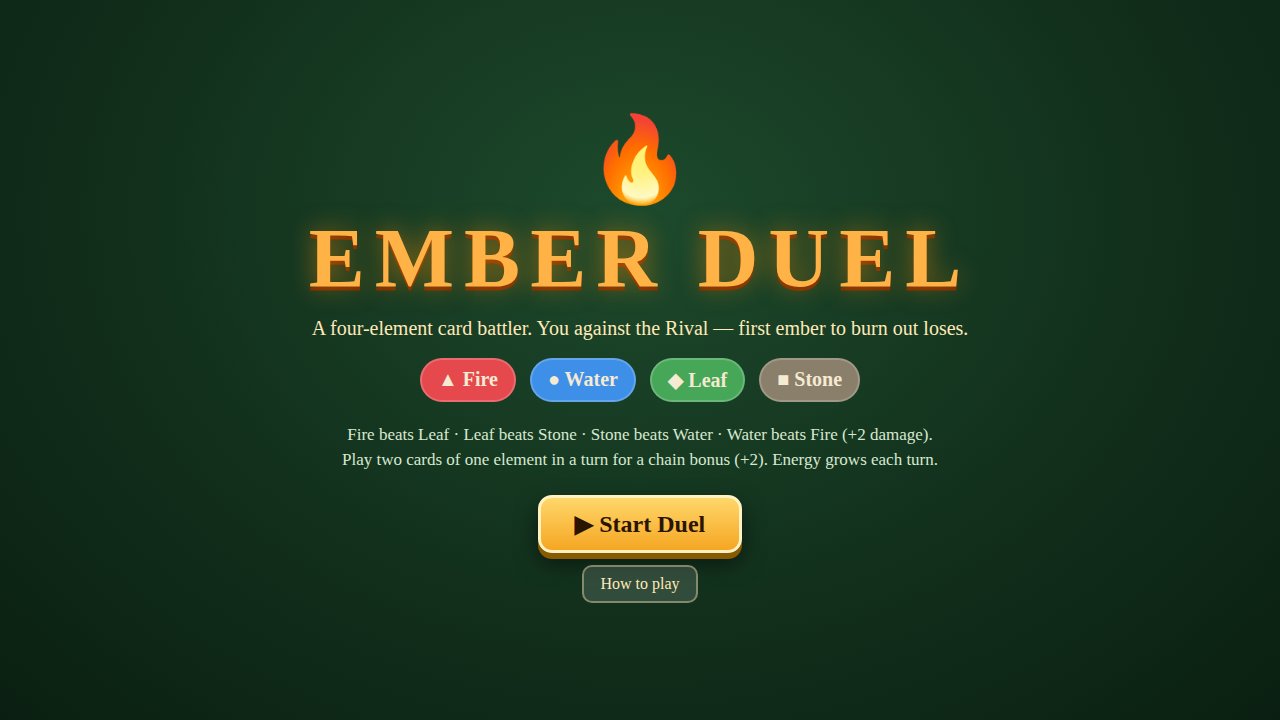 EMBER DUEL
A four-element card battler. You against the Rival — first ember to burn out loses.
▲ Fire ● Water ◆ Leaf ■ Stone
Fire beats Leaf · Leaf beats Stone · Stone beats Water · Water beats Fire (+2 damage).
Play two cards of one element in a turn for a chain bonus (+2). Energy grows each turn.
▶ Start Duel
How to play